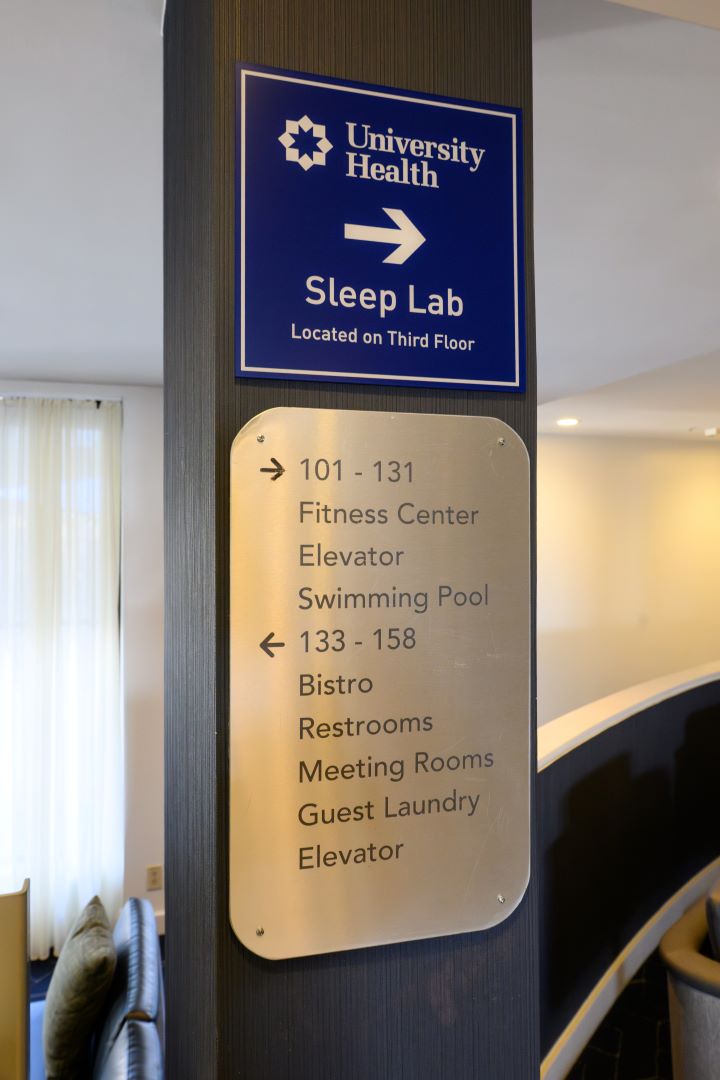 University
Health
Sleep Lab
Located on Third Floor
→ 101 - 131
Fitness Center
Elevator
Swimming Pool
← 133 - 158
Bistro
Restrooms
Meeting Rooms
Guest Laundry
Elevator